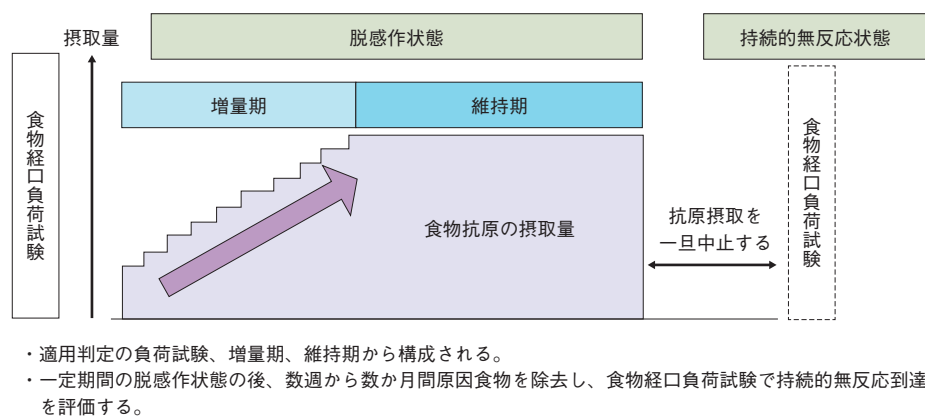 摂取量
脱感作状態
持続的無反応状態
増量期
維持期
食物経口負荷試験
食物抗原の摂取量
抗原摂取を
一旦中止する
食物経口負荷試験
・適用判定の負荷試験、増量期、維持期から構成される。
・一定期間の脱感作状態の後、数週から数か月間原因食物を除去し、食物経口負荷試験で持続的無反応到達
を評価する。